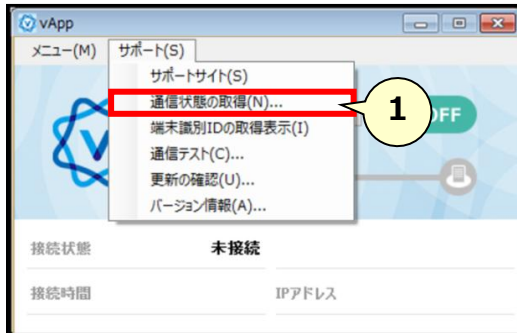 vApp
メニュー(M) サポート(S)
サポートサイト(S)
通信状態の取得(N)...
1
端末識別IDの取得表示(I)
通信テスト(C)...
更新の確認(U)...
バージョン情報(A)...
接続状態 未接続
接続時間 IPアドレス